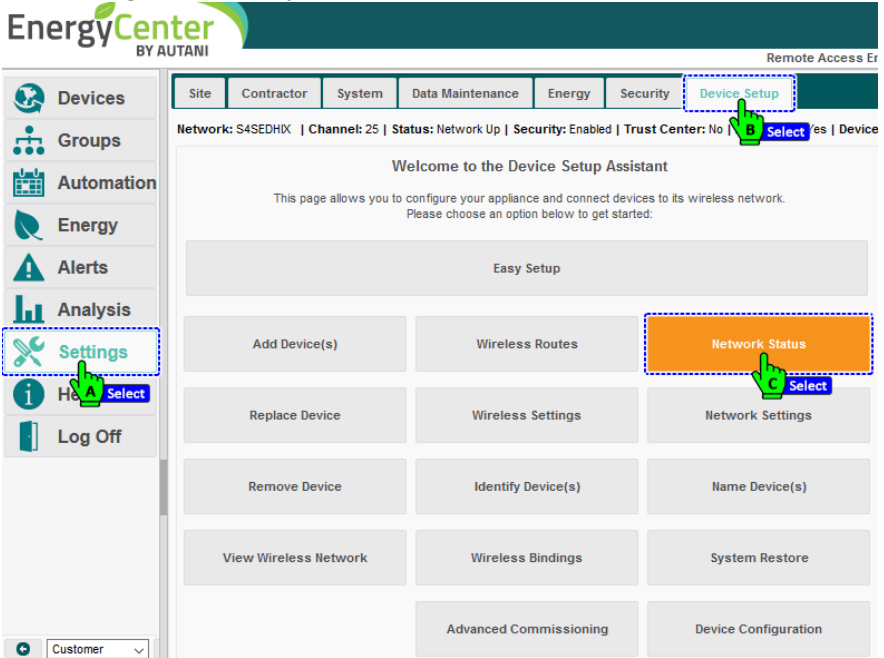 EnergyCenter
BY AUTANI
Remote Access En
Devices
Groups
Automation
Energy
Alerts
Analysis
Settings
A Select
Log Off
Customer
Site Contractor System Data Maintenance Energy Security Device Setup
B Select
Network: S4SEDHIX | Channel: 25 | Status: Network Up | Security: Enabled | Trust Center: No | Yes | Device
Welcome to the Device Setup Assistant
This page allows you to configure your appliance and connect devices to its wireless network.
Please choose an option below to get started:
Easy Setup
Add Device(s) Wireless Routes Network Status
C Select
Replace Device Wireless Settings Network Settings
Remove Device Identify Device(s) Name Device(s)
View Wireless Network Wireless Bindings System Restore
Advanced Commissioning Device Configuration